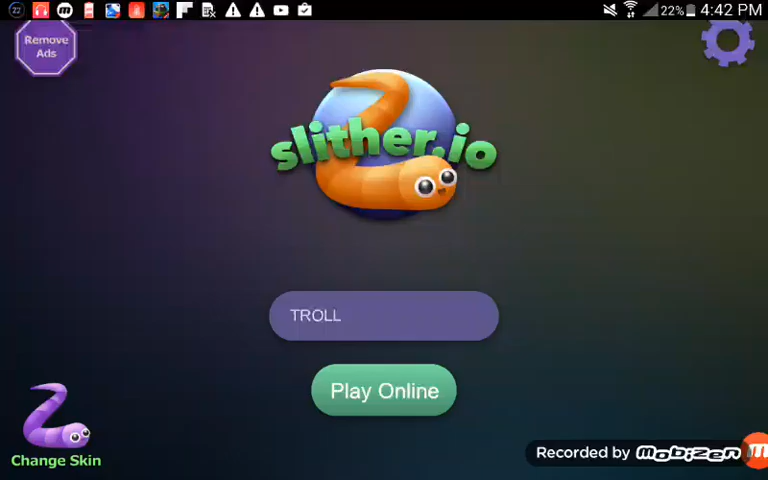 22% 4:42 PM
Remove
Ads
slither.io
TROLL
Play Online
Change Skin
Recorded by Mobizen